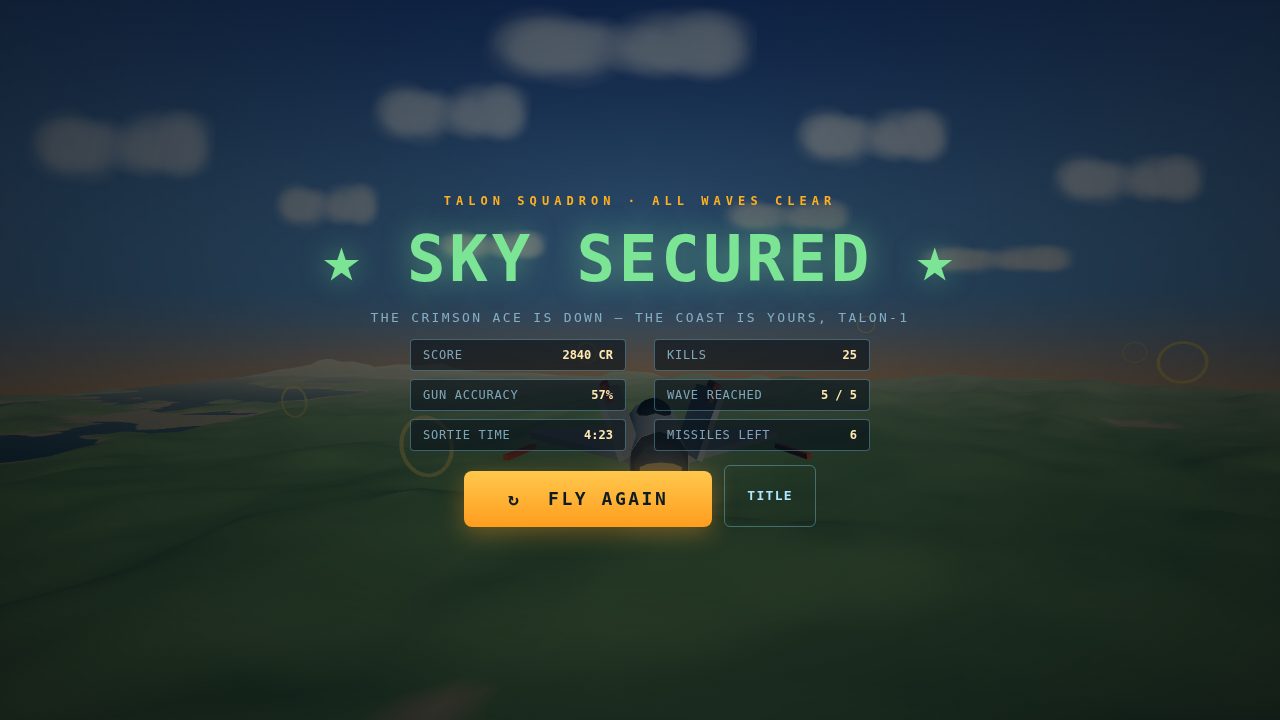 TALON SQUADRON · ALL WAVES CLEAR
★ SKY SECURED ★
THE CRIMSON ACE IS DOWN — THE COAST IS YOURS, TALON-1
SCORE 2840 CR
KILLS 25
GUN ACCURACY 57%
WAVE REACHED 5 / 5
SORTIE TIME 4:23
MISSILES LEFT 6
↻ FLY AGAIN
TITLE